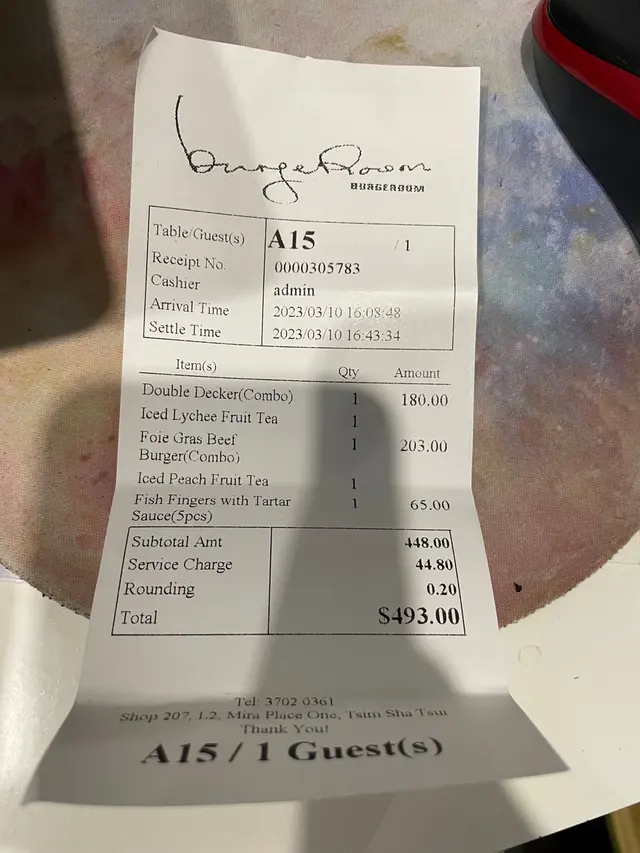 burgeRoom
BURGEROOM
Table/Guest(s) A15 / 1
Receipt No. 0000305783
Cashier admin
Arrival Time 2023/03/10 16:08:48
Settle Time 2023/03/10 16:43:34
Item(s) Qty Amount
Double Decker(Combo) 1 180.00
Iced Lychee Fruit Tea 1
Foie Gras Beef 1 203.00
Burger(Combo)
Iced Peach Fruit Tea 1
Fish Fingers with Tartar 1 65.00
Sauce(5pcs)
Subtotal Amt 448.00
Service Charge 44.80
Rounding 0.20
Total $493.00
Tel: 3702 0361
Shop 207, L2, Mira Place One, Tsim Sha Tsui
Thank You!
A15 / 1 Guest(s)